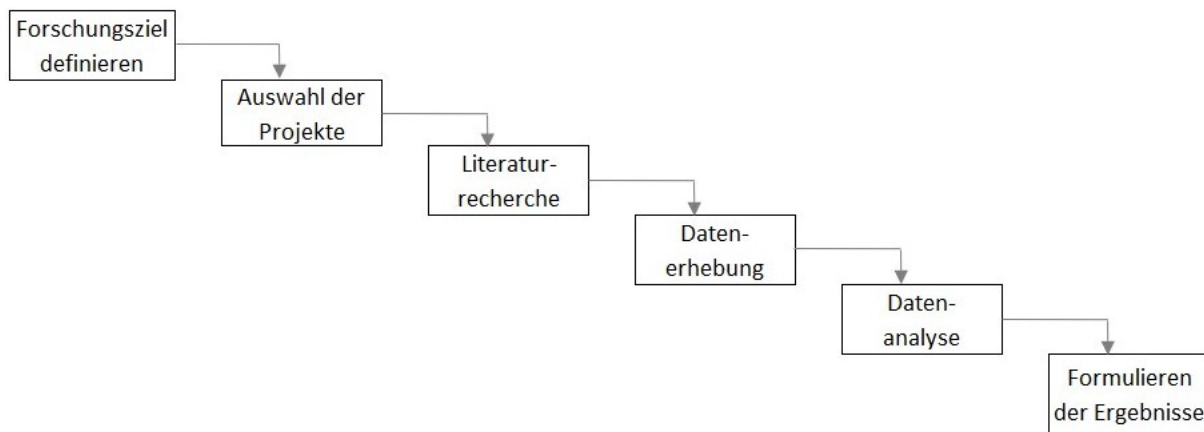 Forschungsziel
definieren
Auswahl der
Projekte
Literatur-
recherche
Daten-
erhebung
Daten-
analyse
Formulieren
der Ergebnisse